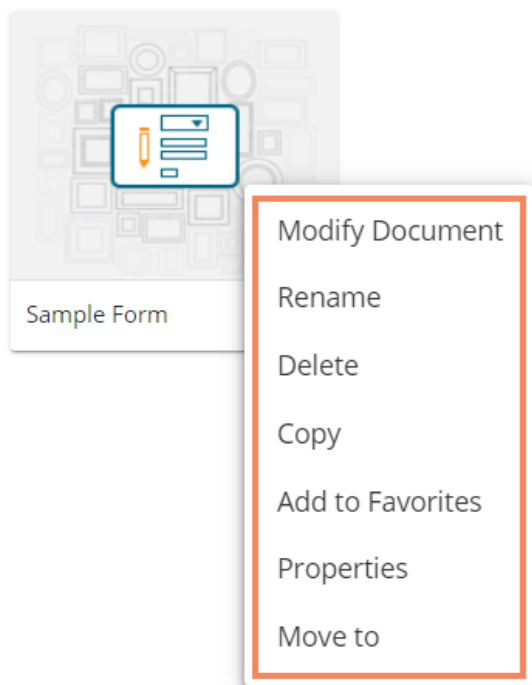 Sample Form
Modify Document
Rename
Delete
Copy
Add to Favorites
Properties
Move to